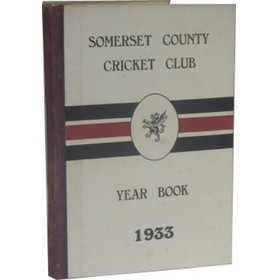 SOMERSET COUNTY
CRICKET CLUB
YEAR BOOK
1933